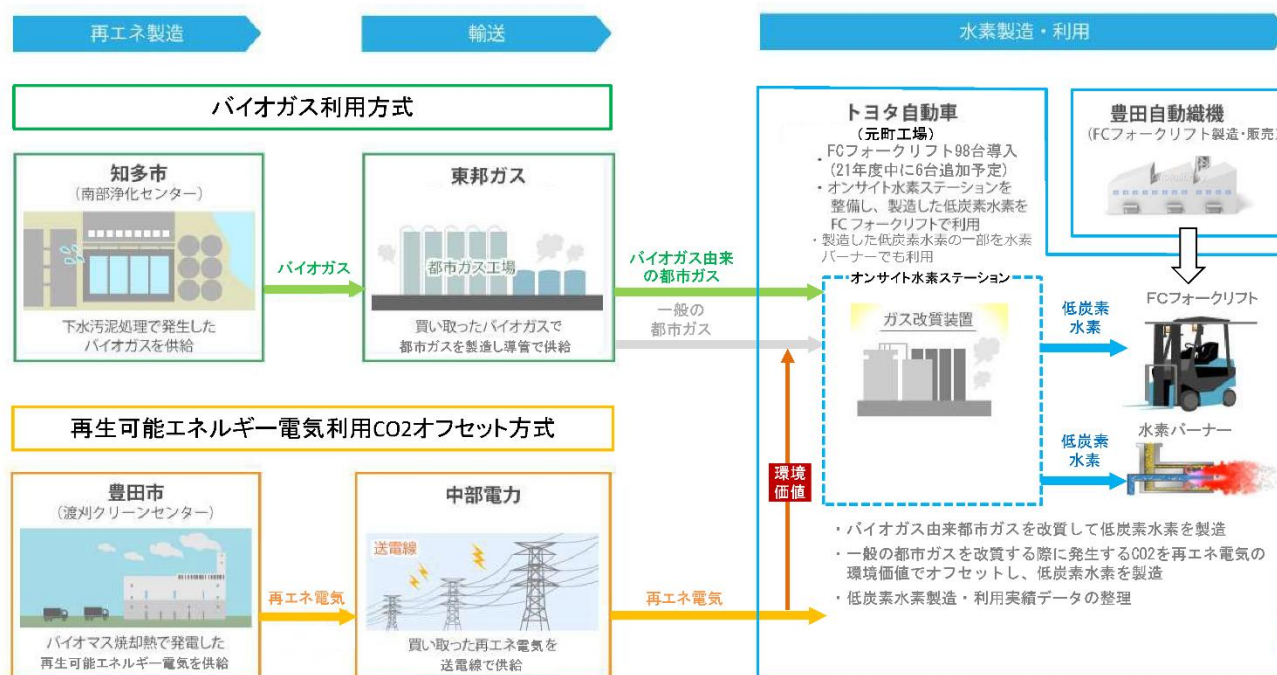 再エネ製造
輸送
水素製造・利用
バイオガス利用方式
知多市
(南部浄化センター)
下水汚泥処理で発生した
バイオガスを供給
バイオガス
東邦ガス
都市ガス工場
買い取ったバイオガスで
都市ガスを製造し導管で供給
バイオガス由来
の都市ガス
一般の
都市ガス
トヨタ自動車
(元町工場)
・FCフォークリフト98台導入
(21年度中に6台追加予定)
・オンサイト水素ステーションを
整備し、製造した低炭素水素を
FCフォークリフトで利用
・製造した低炭素水素の一部を水素
バーナーでも利用
オンサイト水素ステーション
ガス改質装置
豊田自動織機
(FCフォークリフト製造・販売)
FCフォークリフト
低炭素
水素
水素バーナー
低炭素
水素
再生可能エネルギー電気利用CO2オフセット方式
豊田市
(渡刈クリーンセンター)
バイオマス焼却熱で発電した
再生可能エネルギー電気を供給
再エネ電気
中部電力
送電線
買い取った再エネ電気を
送電線で供給
再エネ電気
環境
価値
・バイオガス由来都市ガスを改質して低炭素水素を製造
・一般の都市ガスを改質する際に発生するCO2を再エネ電気の
環境価値でオフセットし、低炭素水素を製造
・低炭素水素製造・利用実績データの整理